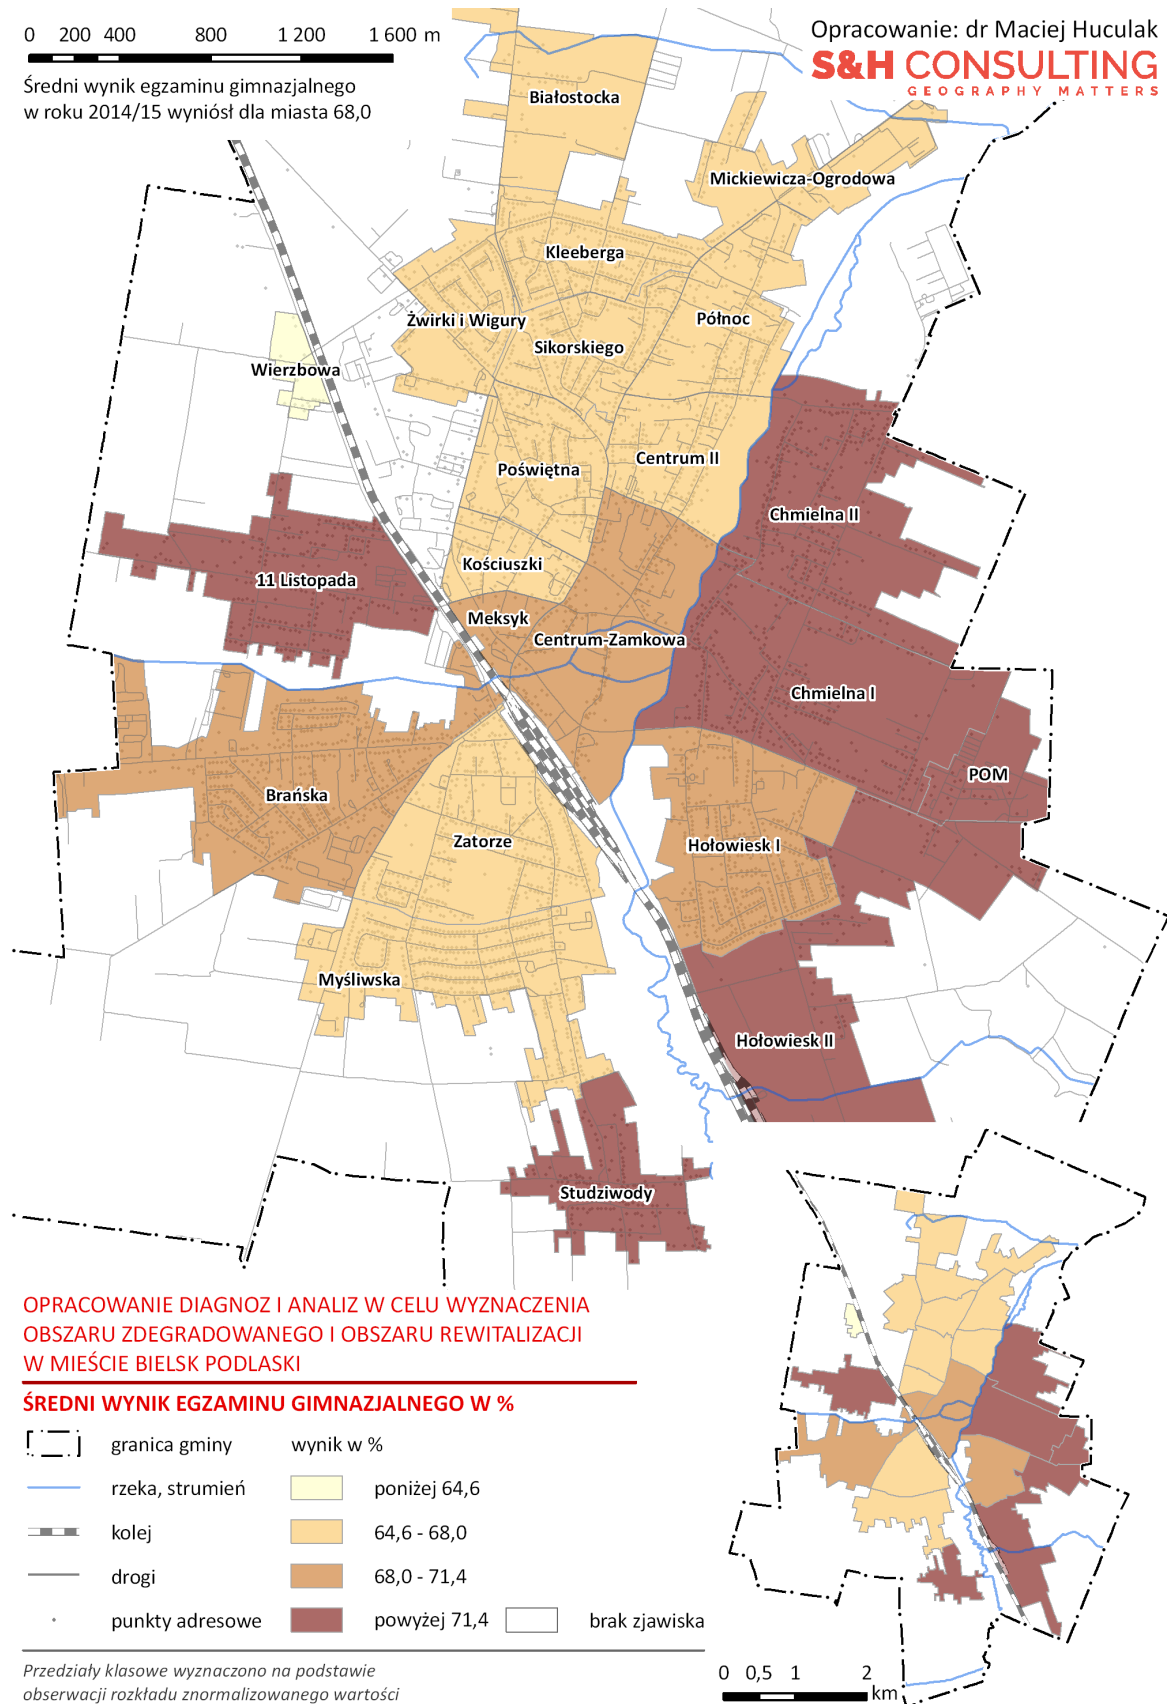 0 200 400 800 1 200 1 600 m
Średni wynik egzaminu gimnazjalnego
w roku 2014/15 wyniósł dla miasta 68,0
Opracowanie: dr Maciej Huculak
S&H CONSULTING
GEOGRAPHY MATTERS
Białostocka
Mickiewicza-Ogrodowa
Kleeberga
Żwirki i Wigury
Północ
Sikorskiego
Wierzbowa
Centrum II
Poświętna
Chmielna II
Kościuszki
11 Listopada
Meksyk
Centrum-Zamkowa
Chmielna I
POM
Brańska
Zatorze
Hołowiesk I
Myśliwska
Hołowiesk II
Studziwody
OPRACOWANIE DIAGNOZ I ANALIZ W CELU WYZNACZENIA
OBSZARU ZDEGRADOWANEGO I OBSZARU REWITALIZACJI
W MIEŚCIE BIELSK PODLASKI
ŚREDNI WYNIK EGZAMINU GIMNAZJALNEGO W %
granica gminy wynik w %
rzeka, strumień poniżej 64,6
kolej 64,6 - 68,0
drogi 68,0 - 71,4
punkty adresowe powyżej 71,4 brak zjawiska
Przedziały klasowe wyznaczono na podstawie
obserwacji rozkładu znormalizowanego wartości
0 0,5 1 2
km